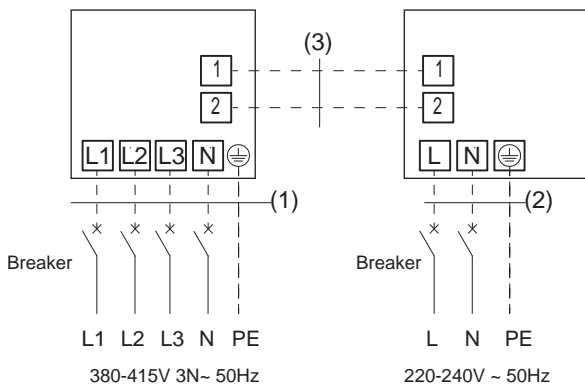 (3)
1 1
2 2
L1 L2 L3 N L N
(1) (2)
Breaker Breaker
L1 L2 L3 N PE L N PE
380-415V 3N~ 50Hz 220-240V ~ 50Hz